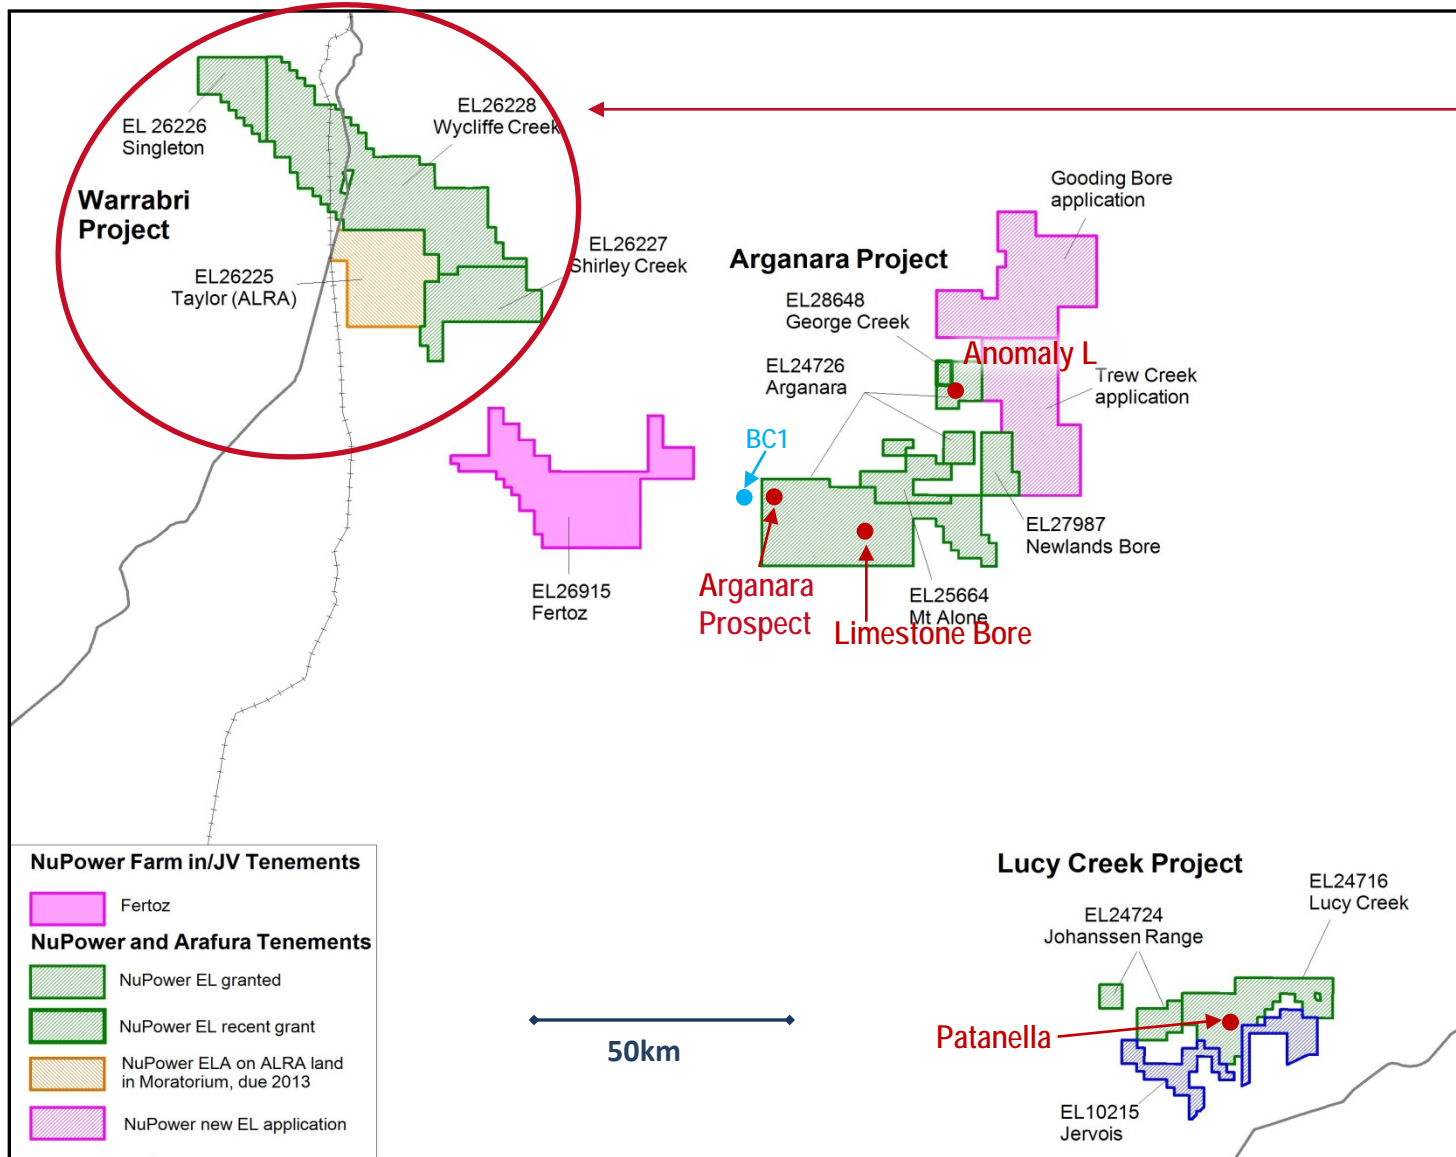 EL 26226
Singleton
EL26228
Wycliffe Creek
Warrabri
Project
EL26227
Shirley Creek
EL26225
Taylor (ALRA)
Gooding Bore
application
Arganara Project
EL28648
George Creek
Anomaly L
EL24726
Arganara
Trew Creek
application
BC1
EL27987
Newlands Bore
EL26915
Fertoz
Arganara
Prospect
EL25664
Mt Alone
Limestone Bore
Lucy Creek Project
EL24716
Lucy Creek
EL24724
Johanssen Range
Patanella
EL10215
Jervois
50km
NuPower Farm in/JV Tenements
Fertoz
NuPower and Arafura Tenements
NuPower EL granted
NuPower EL recent grant
NuPower ELA on ALRA land
in Moratorium, due 2013
NuPower new EL application